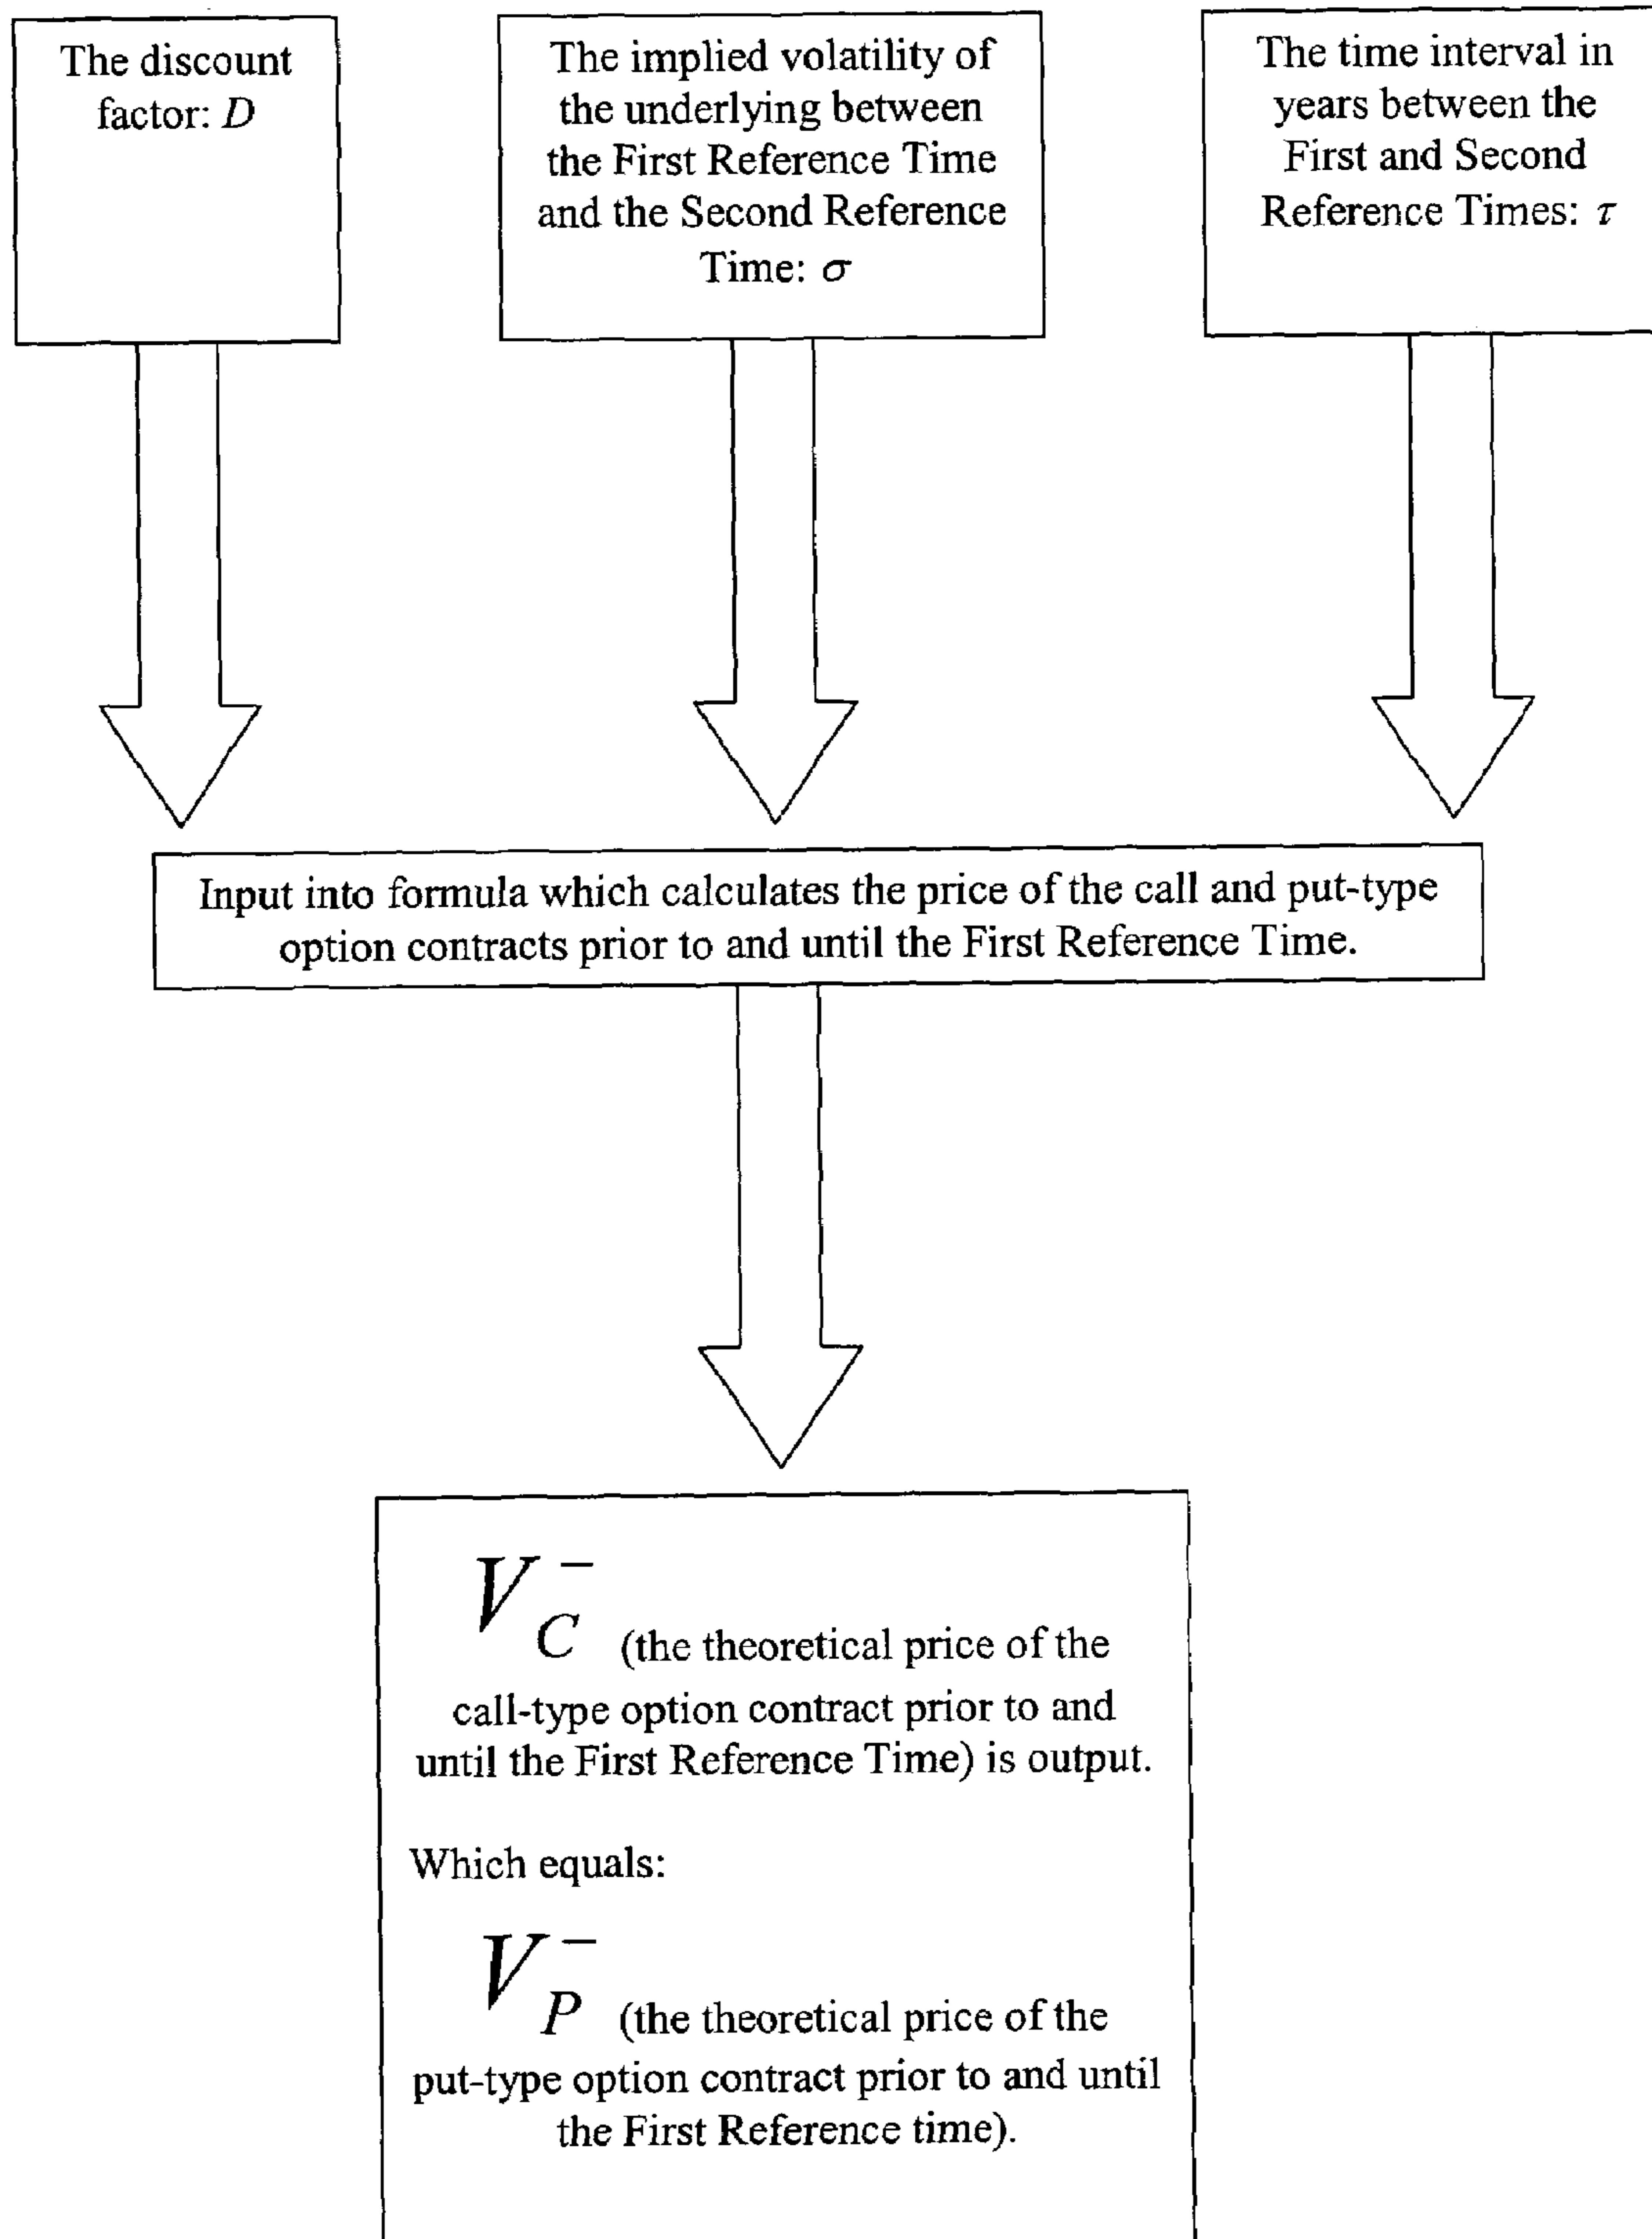 The discount
factor: D
The implied volatility of
the underlying between
the First Reference Time
and the Second Reference
Time: σ
The time interval in
years between the
First and Second
Reference Times: τ
Input into formula which calculates the price of the call and put-type
option contracts prior to and until the First Reference Time.
V_C^- (the theoretical price of the
call-type option contract prior to and
until the First Reference Time) is output.
Which equals:
V_P^- (the theoretical price of the
put-type option contract prior to and until
the First Reference time).